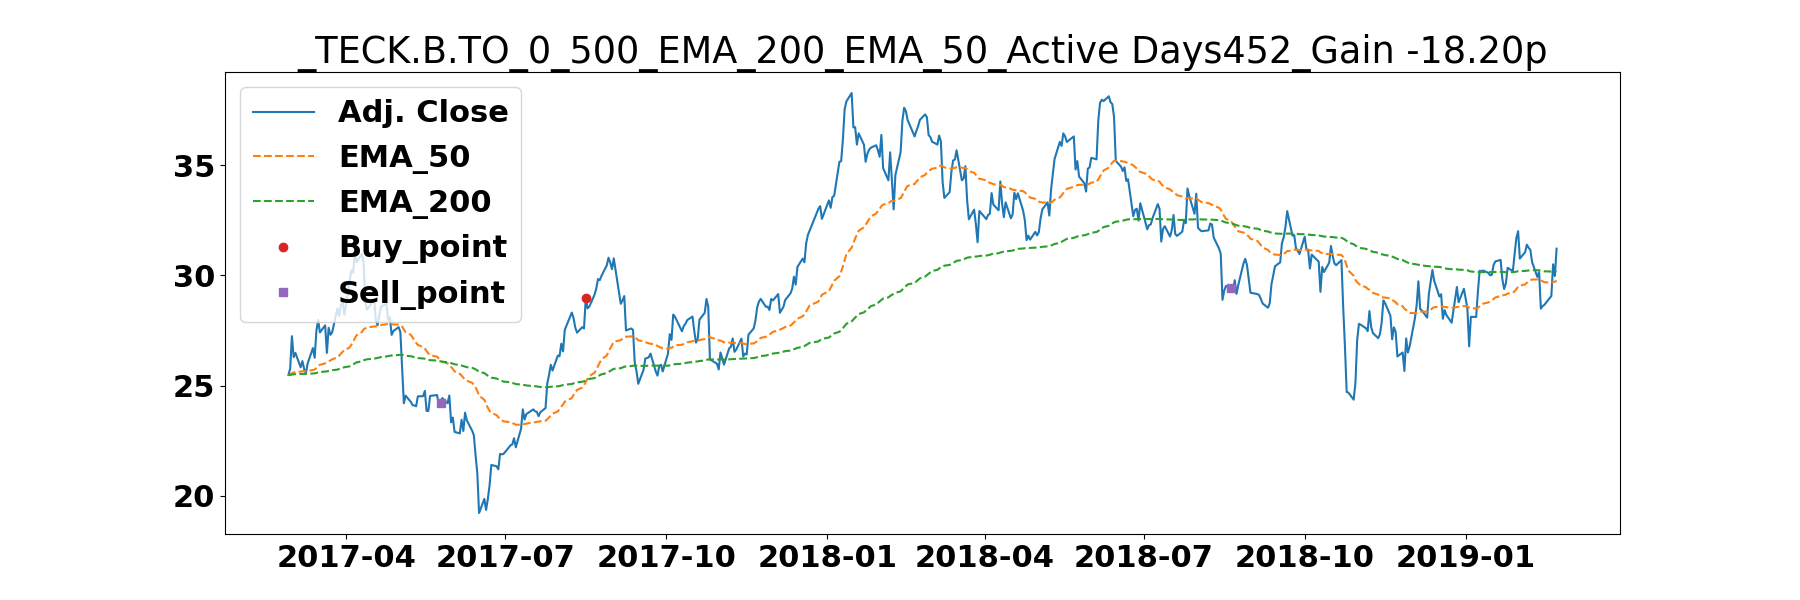 _TECK.B.TO_0_500_EMA_200_EMA_50_Active Days452_Gain -18.20p
Adj. Close
EMA_50
EMA_200
Buy_point
Sell_point
35
30
25
20
2017-04 2017-07 2017-10 2018-01 2018-04 2018-07 2018-10 2019-01